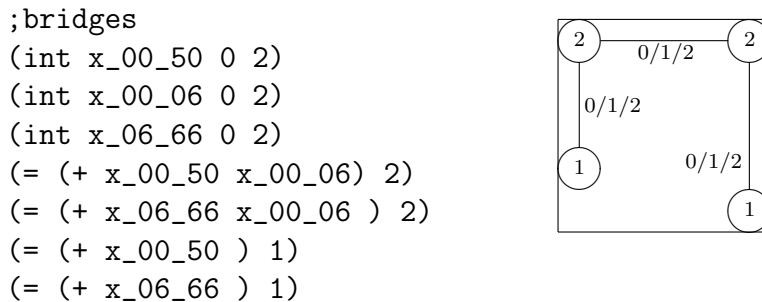 ;bridges
(int x_00_50 0 2)
(int x_00_06 0 2)
(int x_06_66 0 2)
(= (+ x_00_50 x_00_06) 2)
(= (+ x_06_66 x_00_06 ) 2)
(= (+ x_00_50 ) 1)
(= (+ x_06_66 ) 1)
2 2
0/1/2
0/1/2
1
0/1/2
1